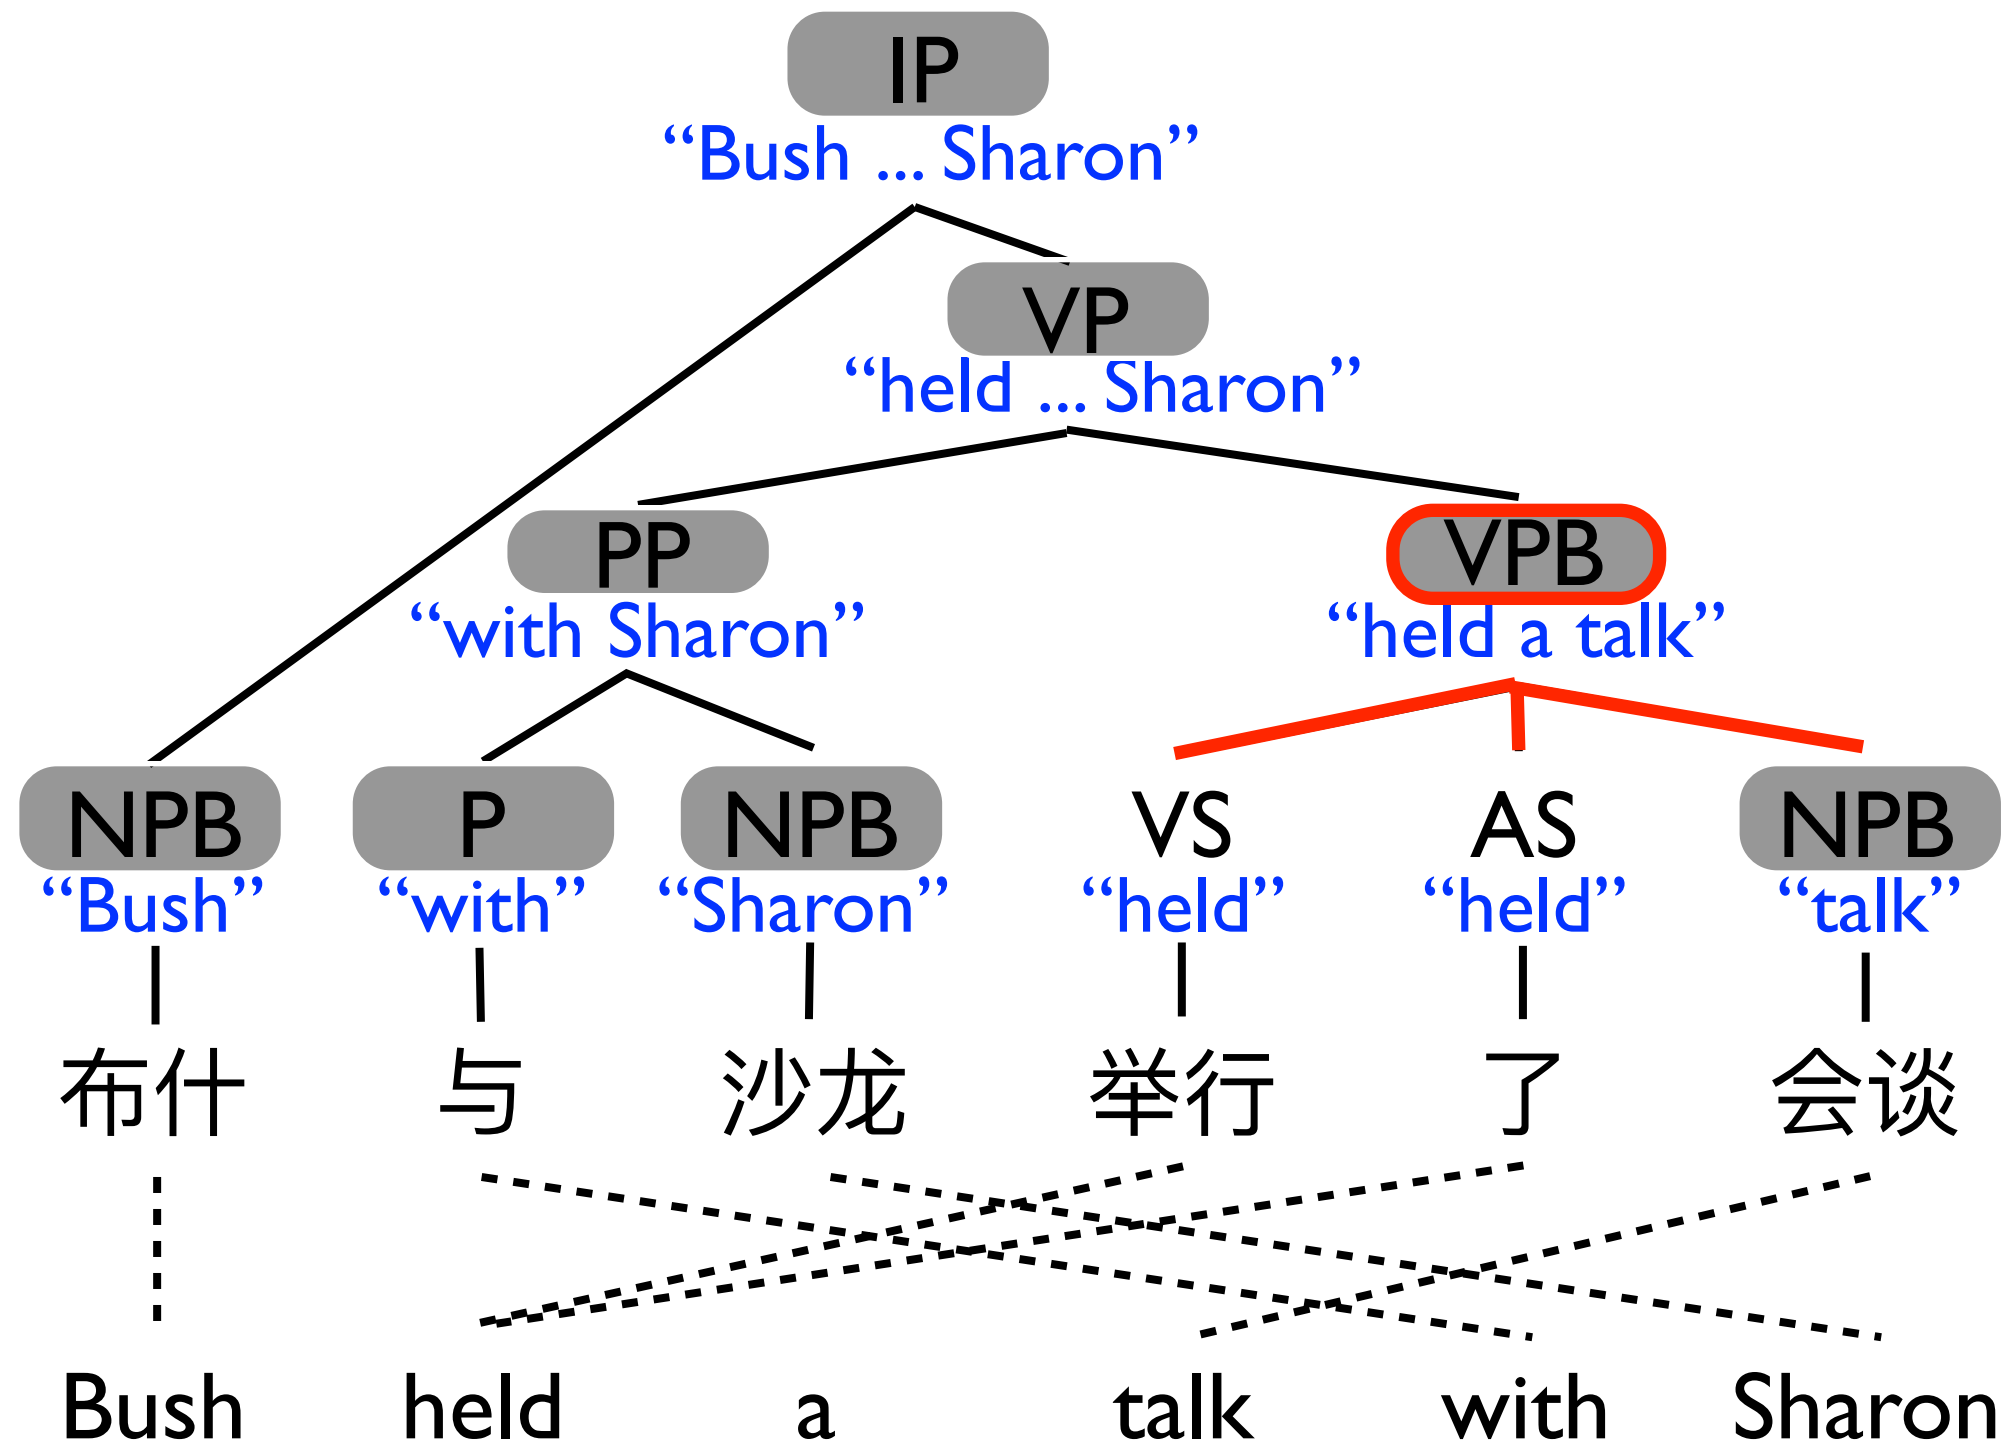 IP
“Bush ... Sharon”
VP
“held ... Sharon”
PP VPB
“with Sharon” “held a talk”
NPB P NPB VS AS NPB
“Bush” “with” “Sharon” “held” “held” “talk”
布什 与 沙龙 举行 了 会谈
Bush held a talk with Sharon